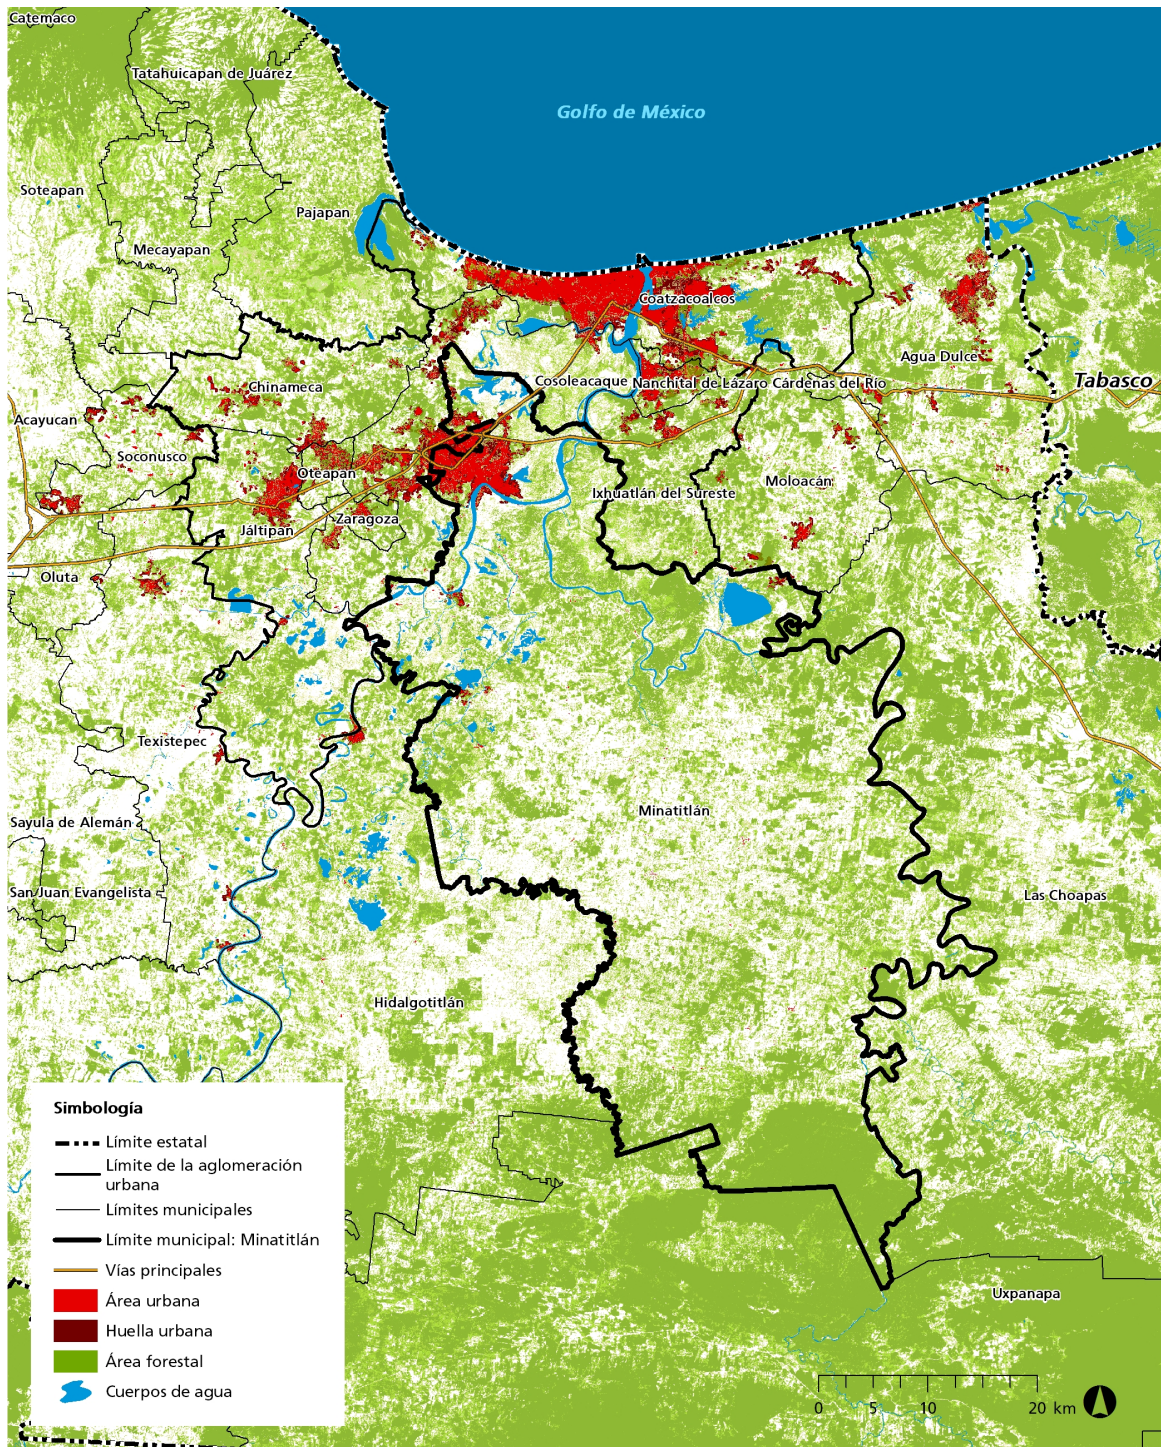 Catemaco
Tatahuicapan de Juárez
Golfo de México
Soteapan
Pajapan
Mecayapan
Coatzacoalcos
Agua Dulce
Chinameca
Cosoleacaque
Nanchital de Lázaro Cárdenas del Río
Tabasco
Acayucan
Soconusco
Oteapan
Moloacán
Ixhuatlán del Sureste
Jáltipan
Zaragoza
Oluta
Texistepec
Minatitlán
Sayula de Alemán
San Juan Evangelista
Las Choapas
Hidalgotitlán
Uxpanapa
Simbología
Límite estatal
Límite de la aglomeración
urbana
Límites municipales
Límite municipal: Minatitlán
Vías principales
Área urbana
Huella urbana
Área forestal
Cuerpos de agua
0 5 10 20 km